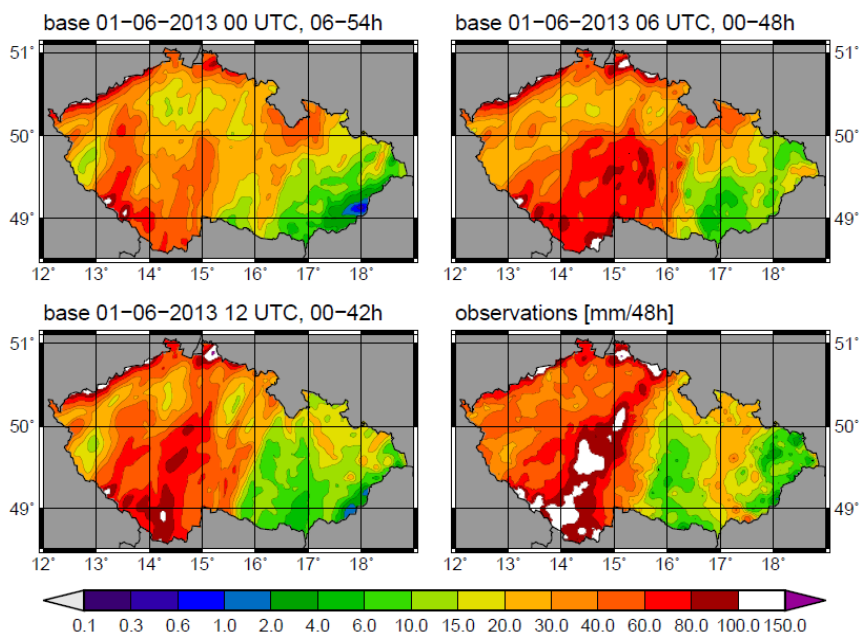 base 01−06−2013 00 UTC, 06−54h
base 01−06−2013 06 UTC, 00−48h
51°
50°
49°
12° 13° 14° 15° 16° 17° 18°
51°
50°
49°
12° 13° 14° 15° 16° 17° 18°
base 01−06−2013 12 UTC, 00−42h
observations [mm/48h]
51°
50°
49°
12° 13° 14° 15° 16° 17° 18°
51°
50°
49°
12° 13° 14° 15° 16° 17° 18°
0.1 0.3 0.6 1.0 2.0 4.0 6.0 10.0 15.0 20.0 30.0 40.0 60.0 80.0 100.0 150.0